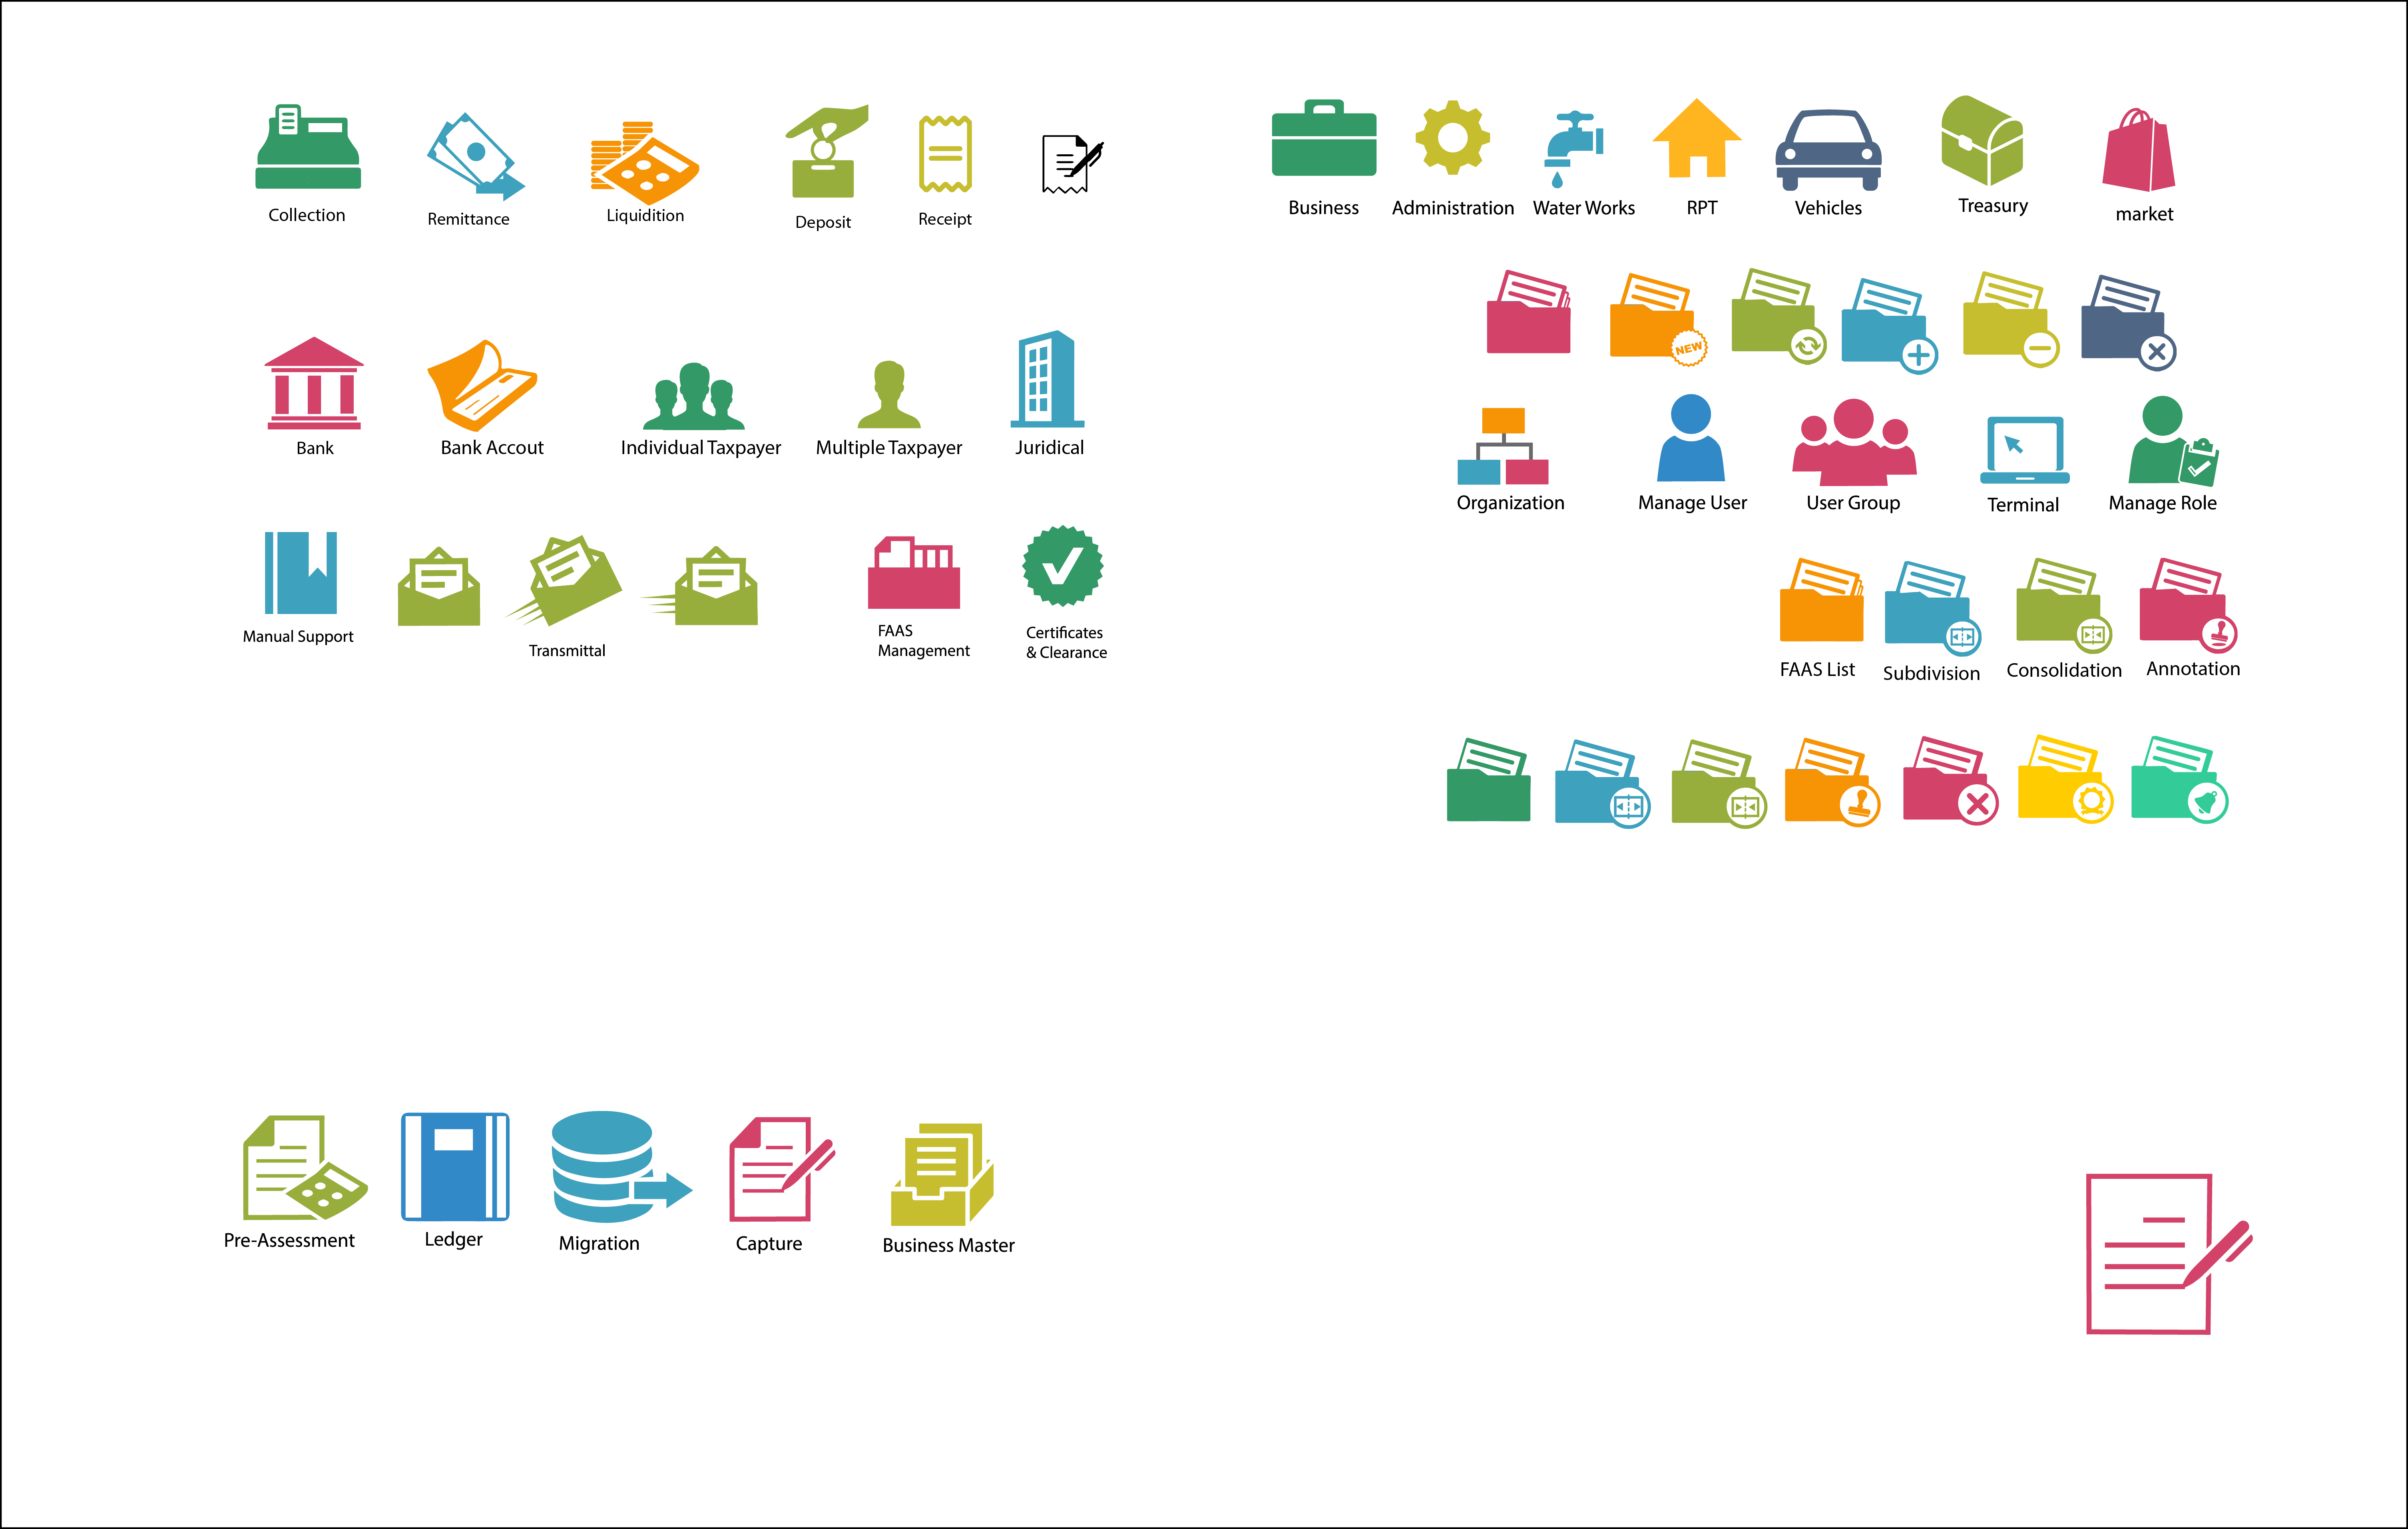 Collection
Remittance
Liquidition
Deposit
Receipt
Business
Administration
Water Works
RPT
Vehicles
Treasury
market
NEW
Bank
Bank Accout
Individual Taxpayer
Multiple Taxpayer
Juridical
Organization
Manage User
User Group
Terminal
Manage Role
Manual Support
Transmittal
FAAS
Management
Certificates
& Clearance
FAAS List
Subdivision
Consolidation
Annotation
Pre-Assessment
Ledger
Migration
Capture
Business Master